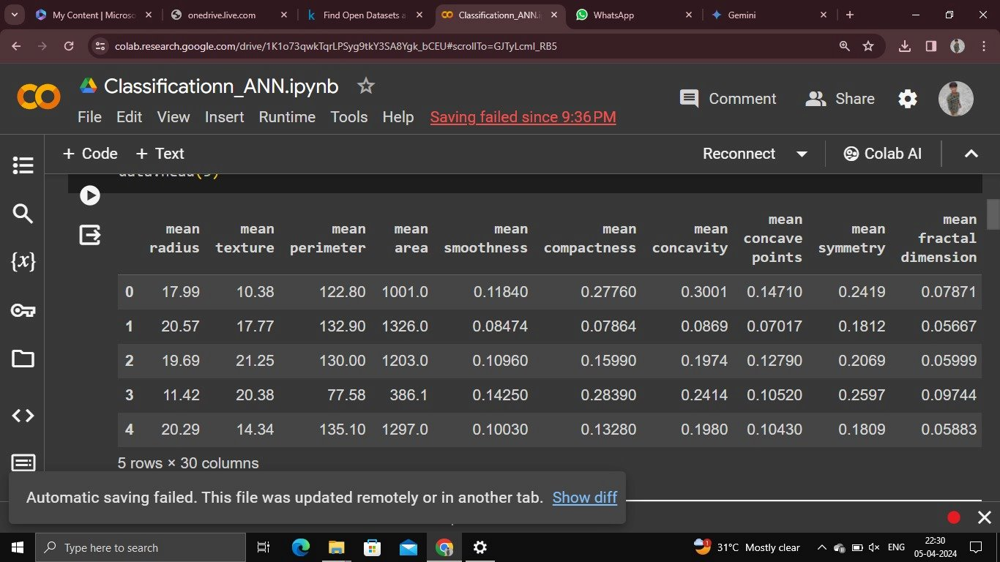 My Content | Microso
onedrive.live.com
Find Open Datasets a
Classificationn_ANN.i
WhatsApp
Gemini
colab.research.google.com/drive/1K1o73qwkTqrLPSyg9tkY3SA8Ygk_bCEU#scrollTo=GJTyLcmI_RB5
Classificationn_ANN.ipynb
Comment Share
File Edit View Insert Runtime Tools Help Saving failed since 9:36 PM
+ Code + Text Reconnect Colab AI
data.head(5)
mean radius mean texture mean perimeter mean area mean smoothness mean compactness mean concavity mean concave points mean symmetry mean fractal dimension
0 17.99 10.38 122.80 1001.0 0.11840 0.27760 0.3001 0.14710 0.2419 0.07871
1 20.57 17.77 132.90 1326.0 0.08474 0.07864 0.0869 0.07017 0.1812 0.05667
2 19.69 21.25 130.00 1203.0 0.10960 0.15990 0.1974 0.12790 0.2069 0.05999
3 11.42 20.38 77.58 386.1 0.14250 0.28390 0.2414 0.10520 0.2597 0.09744
4 20.29 14.34 135.10 1297.0 0.10030 0.13280 0.1980 0.10430 0.1809 0.05883
5 rows × 30 columns
Automatic saving failed. This file was updated remotely or in another tab. Show diff
Type here to search
31°C Mostly clear
ENG
22:30
05-04-2024